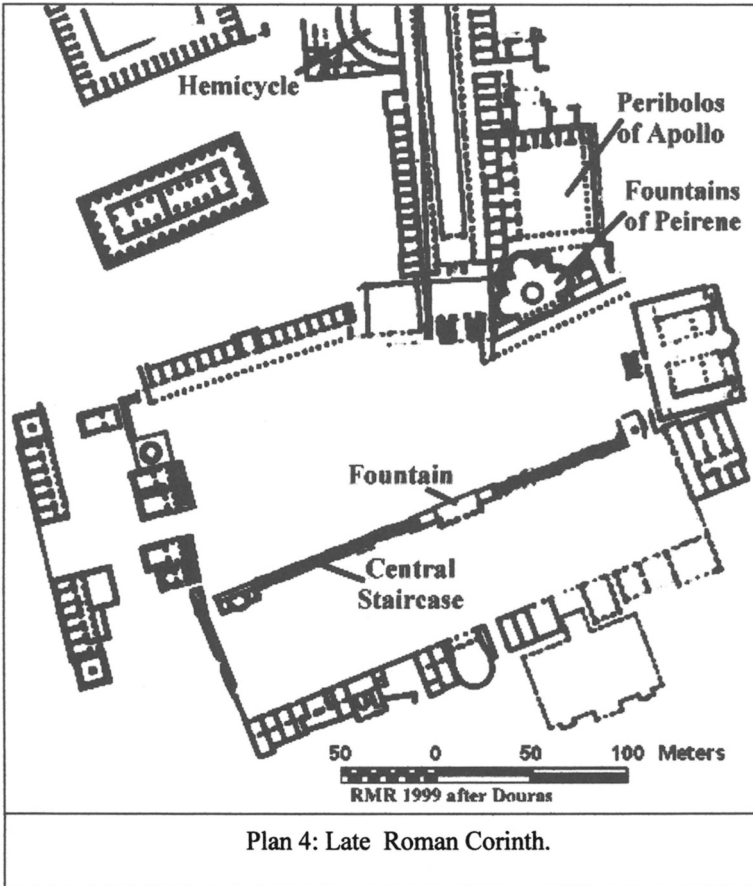 Hemicycle
Peribolos
of Apollo
Fountains
of Peirene
Fountain
Central
Staircase
50 0 50 100 Meters
RMR 1999 after Dourns
Plan 4: Late Roman Corinth.